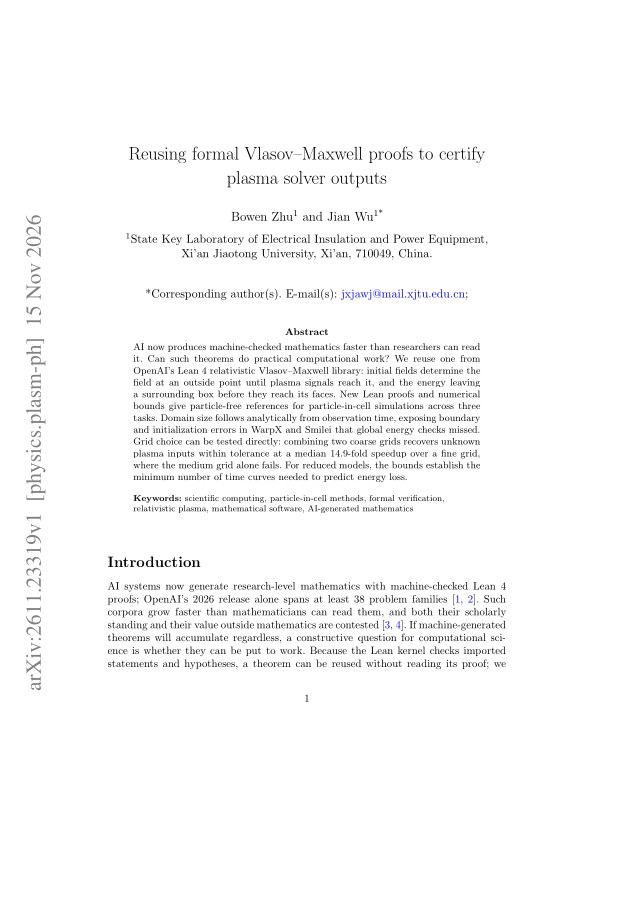 Reusing formal Vlasov–Maxwell proofs to certify
plasma solver outputs
Bowen Zhu1 and Jian Wu1*
1State Key Laboratory of Electrical Insulation and Power Equipment,
Xi'an Jiaotong University, Xi'an, 710049, China.
*Corresponding author(s). E-mail(s): jxjawj@mail.xjtu.edu.cn;
Abstract
AI now produces machine-checked mathematics faster than researchers can read
it. Can such theorems do practical computational work? We reuse one from
OpenAI's Lean 4 relativistic Vlasov–Maxwell library: initial fields determine the
field at an outside point until plasma signals reach it, and the energy leaving
a surrounding box before they reach its faces. New Lean proofs and numerical
bounds give particle-free references for particle-in-cell simulations across three
tasks. Domain size follows analytically from observation time, exposing boundary
and initialization errors in WarpX and Smilei that global energy checks missed.
Grid choice can be tested directly: combining two coarse grids recovers unknown
plasma inputs within tolerance at a median 14.9-fold speedup over a fine grid,
where the medium grid alone fails. For reduced models, the bounds establish the
minimum number of time curves needed to predict energy loss.
Keywords: scientific computing, particle-in-cell methods, formal verification,
relativistic plasma, mathematical software, AI-generated mathematics
Introduction
AI systems now generate research-level mathematics with machine-checked Lean 4
proofs; OpenAI's 2026 release alone spans at least 38 problem families [1, 2]. Such
corpora grow faster than mathematicians can read them, and both their scholarly
standing and their value outside mathematics are contested [3, 4]. If machine-generated
theorems will accumulate regardless, a constructive question for computational sci-
ence is whether they can be put to work. Because the Lean kernel checks imported
statements and hypotheses, a theorem can be reused without reading its proof; we
1
arXiv:2611.23319v1 [physics.plasm-ph] 15 Nov 2026